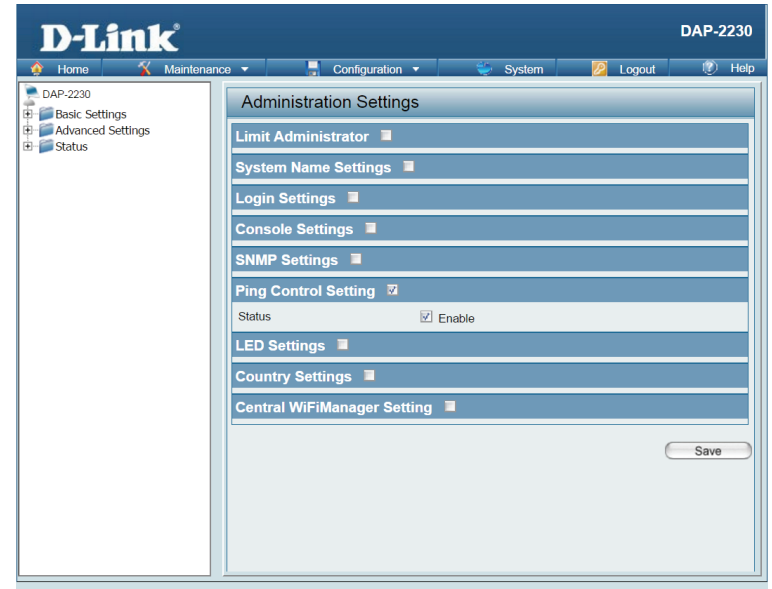 D-Link®
DAP-2230
Home Maintenance Configuration System Logout Help
DAP-2230
Basic Settings
Advanced Settings
Status
Administration Settings
Limit Administrator
System Name Settings
Login Settings
Console Settings
SNMP Settings
Ping Control Setting
Status Enable
LED Settings
Country Settings
Central WiFiManager Setting
Save